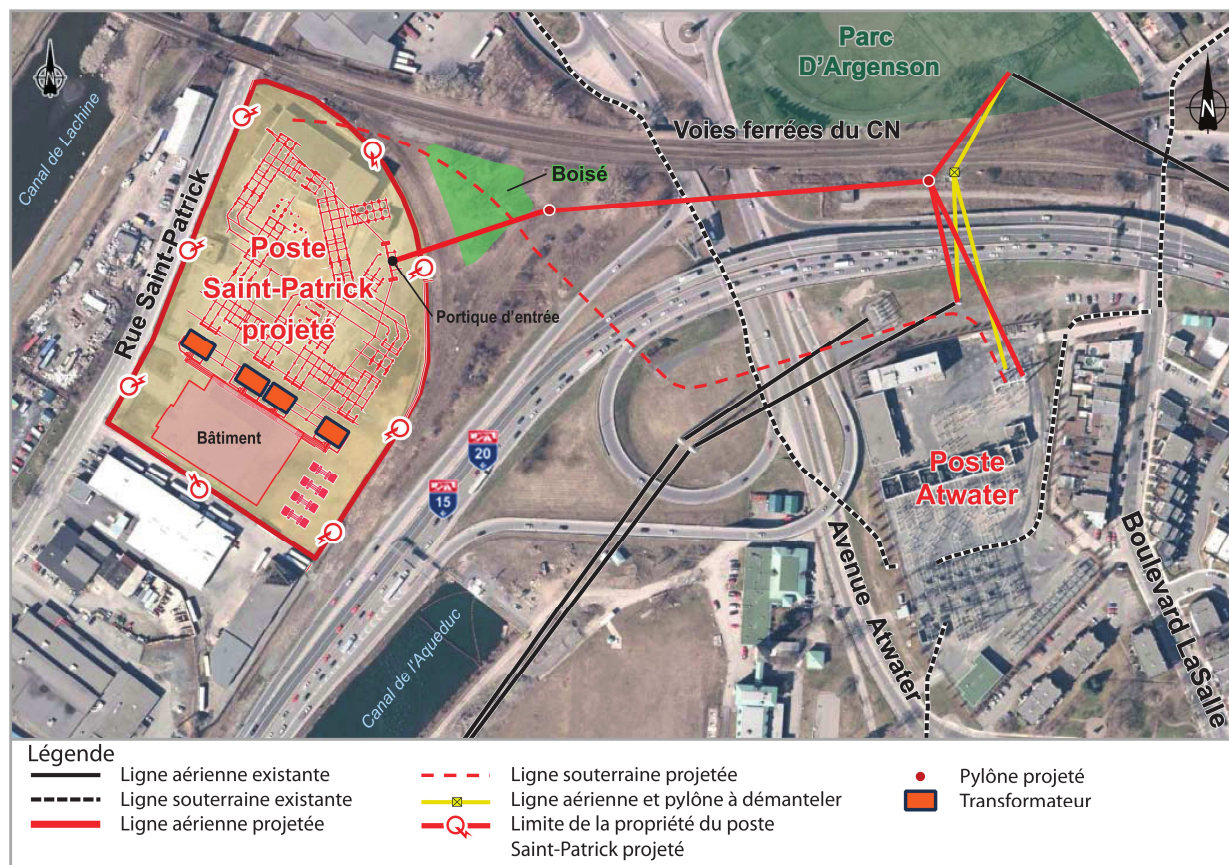 Parc
D'Argenson
N
N
Canal de Lachine
Voies ferrées du CN
Boisé
Rue Saint-Patrick
Poste
Saint-Patrick
projeté
Portique d'entrée
Bâtiment
20
15
Poste
Atwater
Avenue Atwater
Boulevard LaSalle
Canal de l'Aqueduc
Légende
Ligne aérienne existante
Ligne souterraine existante
Ligne aérienne projetée
Ligne souterraine projetée
Ligne aérienne et pylône à démanteler
Limite de la propriété du poste
Saint-Patrick projeté
Pylône projeté
Transformateur